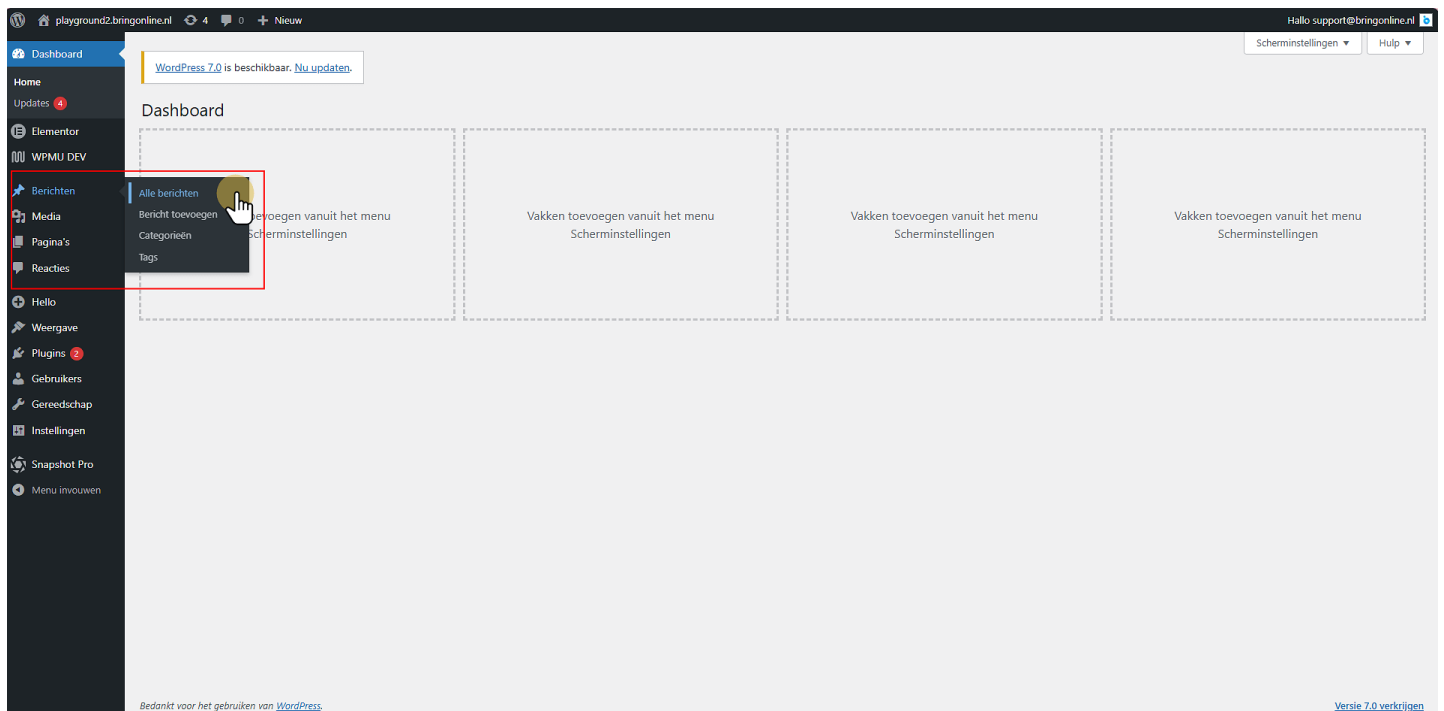 playground2.bringonline.nl 4 0 Nieuw Hallo support@bringonline.nl
Dashboard
Home
Updates 4
Elementor
WPMU DEV
Berichten
Media
Pagina's
Reacties
Hello
Weergave
Plugins 2
Gebruikers
Gereedschap
Instellingen
Snapshot Pro
Menu invouwen
Alle berichten
Bericht toevoegen
Categorieën
Tags
Scherminstellingen Hulp
WordPress 7.0 is beschikbaar. Nu updaten.
Dashboard
vanuit het menu
Scherminstellingen
Vakken toevoegen vanuit het menu
Scherminstellingen
Vakken toevoegen vanuit het menu
Scherminstellingen
Vakken toevoegen vanuit het menu
Scherminstellingen
Bedankt voor het gebruiken van WordPress.
Versie 7.0 verkrijgen